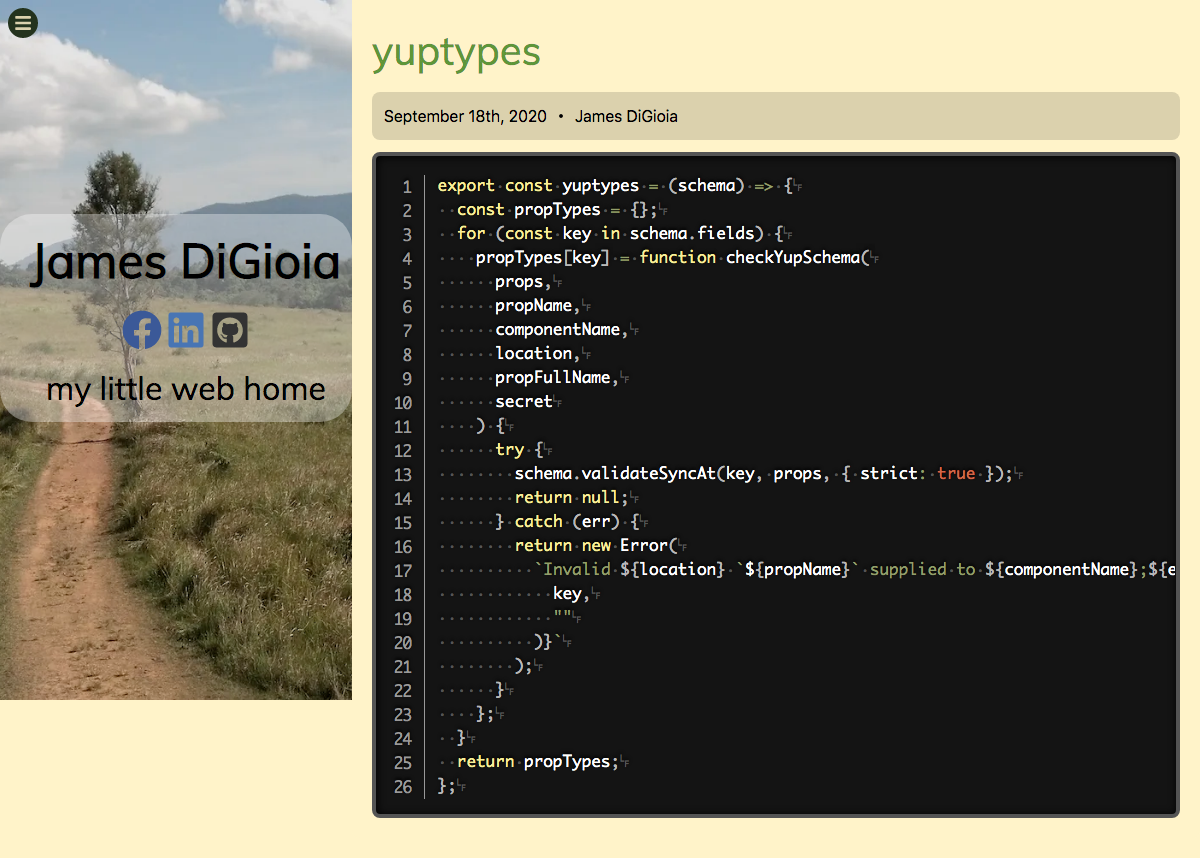 James DiGioia
my little web home
yuptypes
September 18th, 2020 • James DiGioia
1 export const yuptypes = (schema) => {
2   const propTypes = {};
3   for (const key in schema.fields) {
4     propTypes[key] = function checkYupSchema(
5       props,
6       propName,
7       componentName,
8       location,
9       propFullName,
10       secret
11     ) {
12       try {
13         schema.validateSyncAt(key, props, { strict: true });
14         return null;
15       } catch (err) {
16         return new Error(
17           `Invalid ${location} `${propName}` supplied to ${componentName};${e
18             key,
19             ""
20           )}`
21         );
22       }
23     };
24   }
25   return propTypes;
26 };